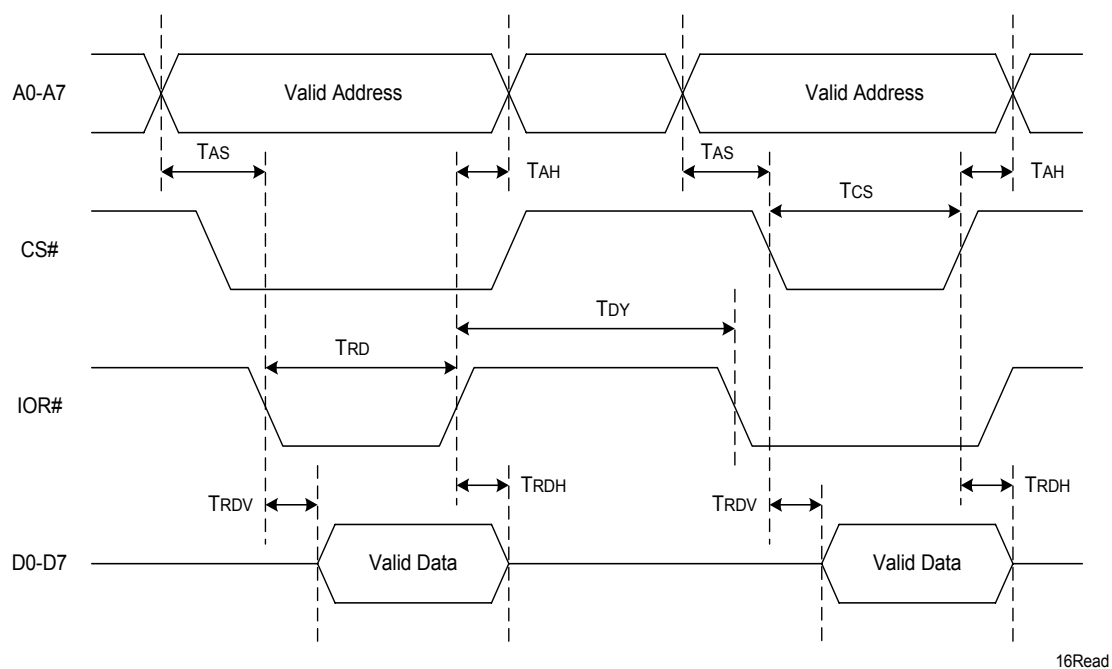 A0-A7
Valid Address
Valid Address
TAS
TAH
TAS
TAH
TCS
CS#
TDY
TRD
IOR#
TRDV
TRDH
TRDV
TRDH
D0-D7
Valid Data
Valid Data
16Read